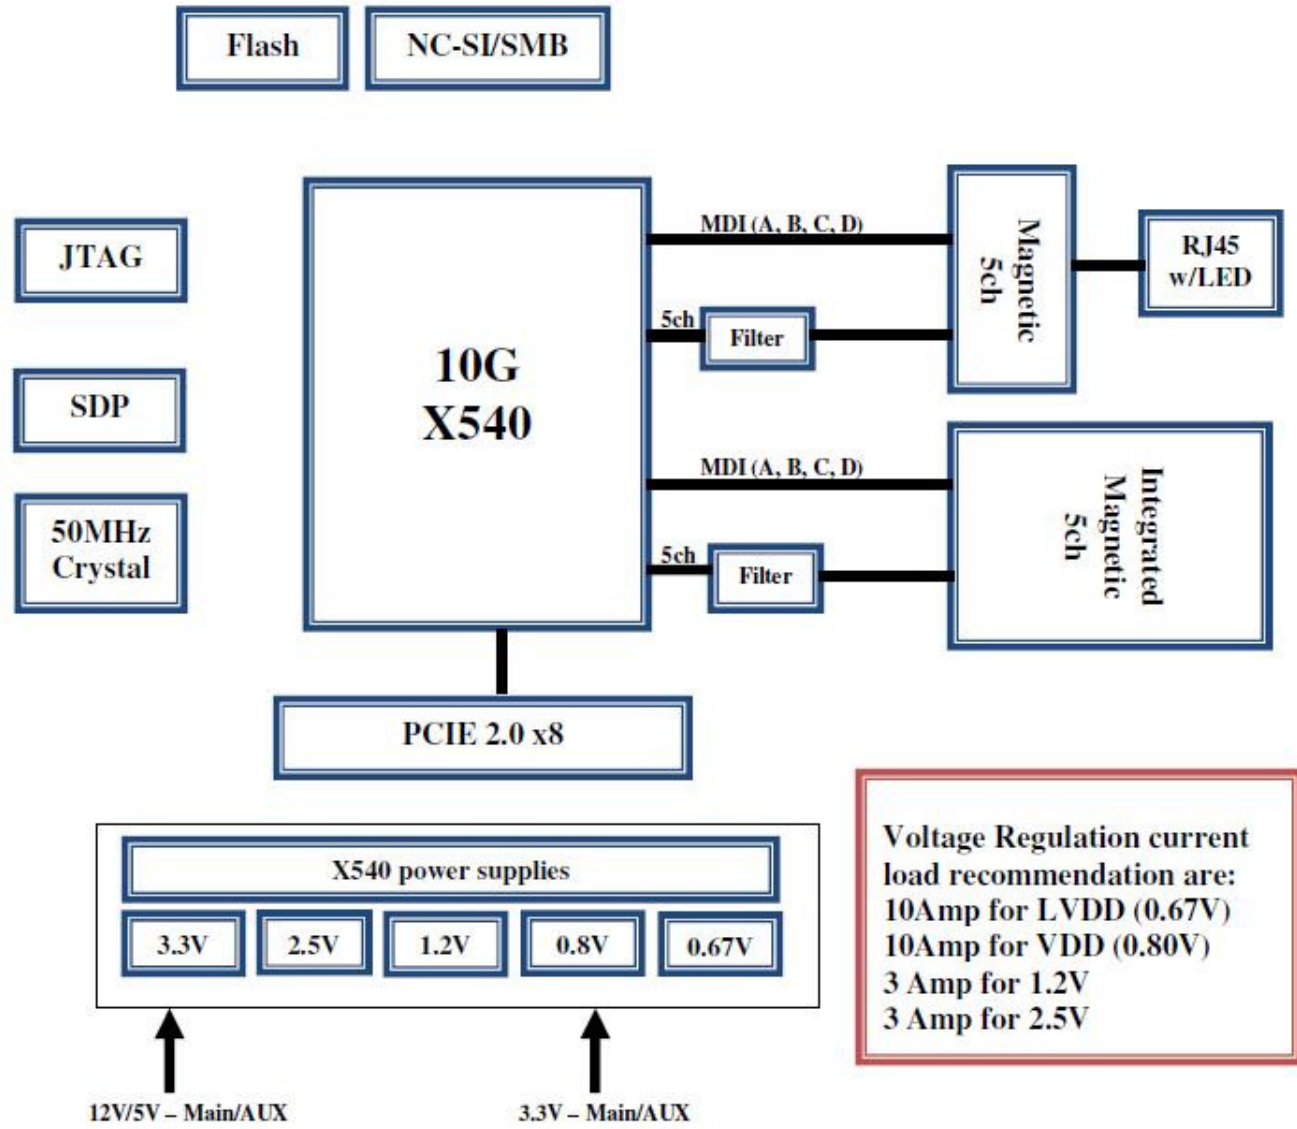 Flash
NC-SI/SMB
JTAG
SDP
50MHz
Crystal
10G
X540
MDI (A, B, C, D)
5ch
Filter
Magnetic
5ch
RJ45
w/LED
MDI (A, B, C, D)
5ch
Filter
Integrated
Magnetic
5ch
PCIE 2.0 x8
X540 power supplies
3.3V
2.5V
1.2V
0.8V
0.67V
12V/5V – Main/AUX
3.3V – Main/AUX
Voltage Regulation current
load recommendation are:
10Amp for LVDD (0.67V)
10Amp for VDD (0.80V)
3 Amp for 1.2V
3 Amp for 2.5V